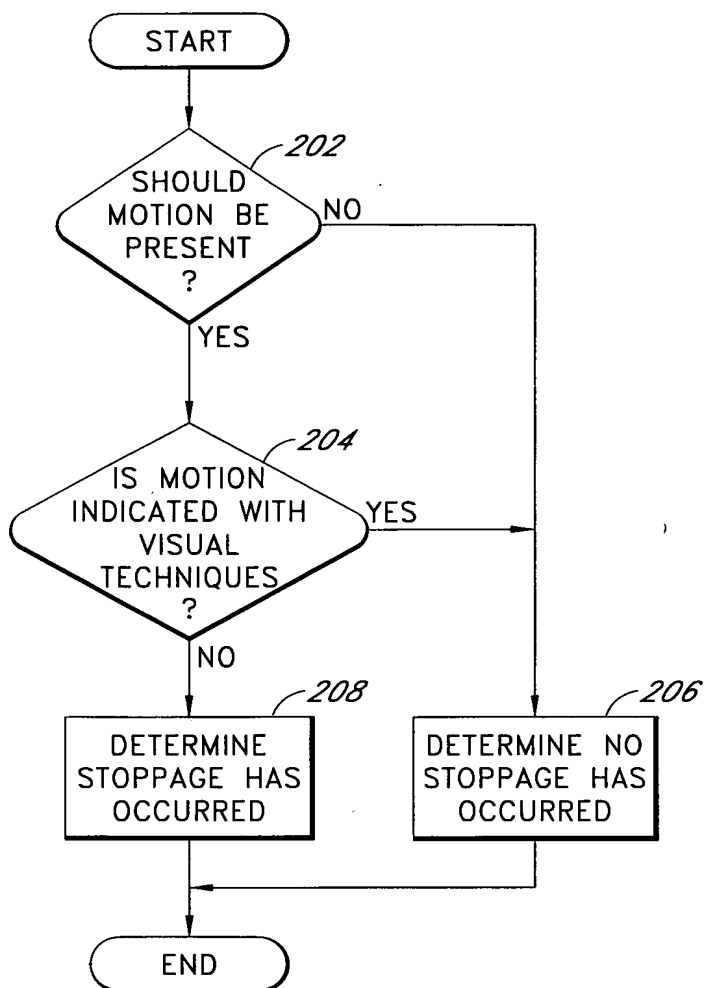 START
202
SHOULD
MOTION BE
PRESENT
?
NO
YES
204
IS MOTION
INDICATED WITH
VISUAL
TECHNIQUES
?
YES
NO
208
DETERMINE
STOPPAGE HAS
OCCURRED
206
DETERMINE NO
STOPPAGE HAS
OCCURRED
END